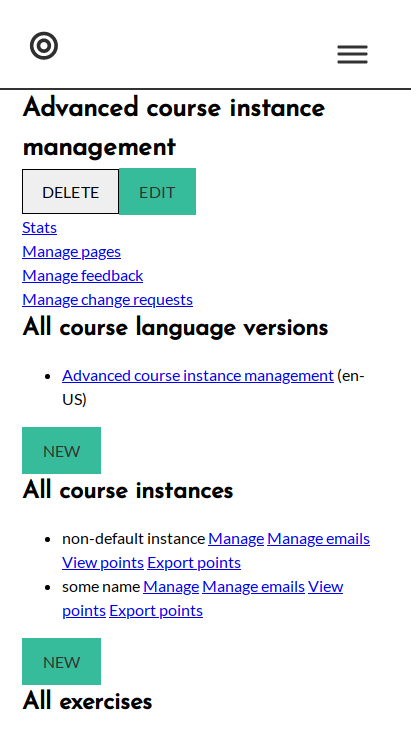 Advanced course instance
management
DELETE EDIT
Stats
Manage pages
Manage feedback
Manage change requests
All course language versions
Advanced course instance management (en-
US)
NEW
All course instances
non-default instance Manage Manage emails
View points Export points
some name Manage Manage emails View
points Export points
NEW
All exercises